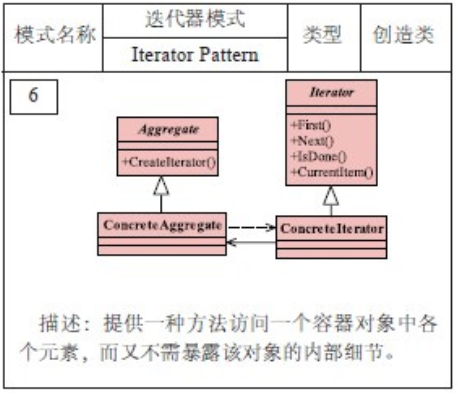 模式名称
迭代器模式
Iterator Pattern
类型
创造类
6
Aggregate
+CreateIterator()
Iterator
+First()
+Next()
+IsDone()
+CurrentItem()
ConcreteAggregate
ConcreteIterator
描述：提供一种方法访问一个容器对象中各
个元素，而又不需暴露该对象的内部细节。